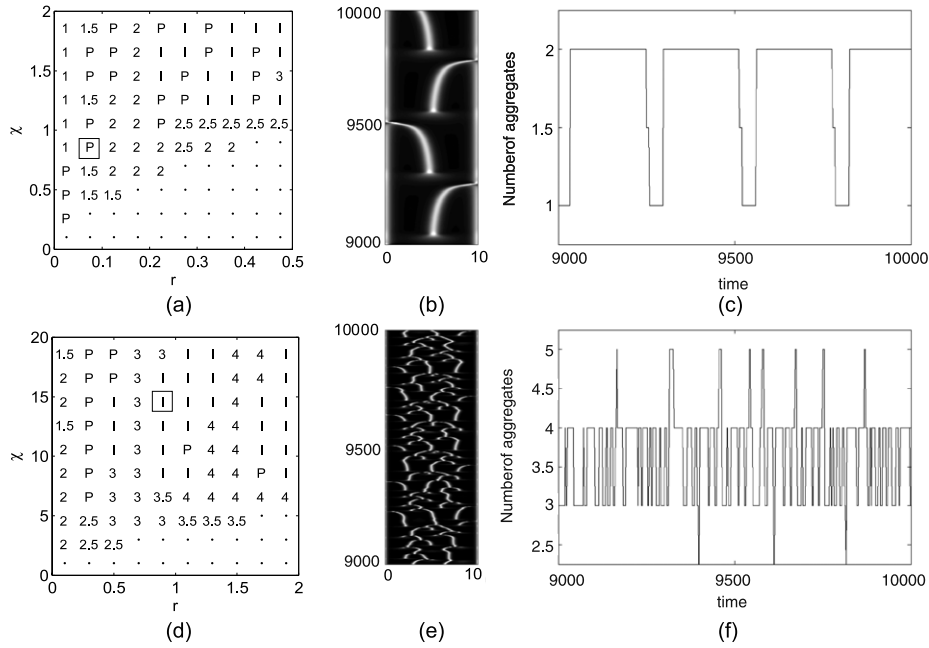 2
1 1.5 P 2 P I P I P I
1 P P 2 P I I I I I
1.5
1 P P 2 I P I I P 3
1 1.5 2 2 P P I I P I
χ
1
1 P 2 2 P 2.5 2.5 2.5 2.5 2.5
1 P 2 2 2 2.5 2 2 · ·
P 1.5 2 2 2 · · · · ·
0.5
P 1.5 1.5 · · · · · · ·
P · · · · · · · · ·
· · · · · · · · · ·
0
0 0.1 0.2 0.3 0.4 0.5
r
(a)
10000
9500
9000
0 10
(b)
Numberof aggregates
2
1.5
1
9000 9500 10000
time
(c)
20
1.5 P P 3 3 I I 4 4 I
2 P P 3 I I I 4 4 I
15
2 P I 3 I I I 4 I I
1.5 P I 3 I I 4 4 I I
χ
10
2 P I 3 I P 4 4 I I
2 P 3 3 I I 4 4 P I
2 P 3 3 3.5 4 4 4 4 4
5
2 2.5 3 3 3 3.5 3.5 3.5 · ·
2 2.5 2.5 · · · · · · ·
· · · · · · · · · ·
0
0 0.5 1 1.5 2
r
(d)
10000
9500
9000
0 10
(e)
Numberof aggregates
5
4.5
4
3.5
3
2.5
9000 9500 10000
time
(f)